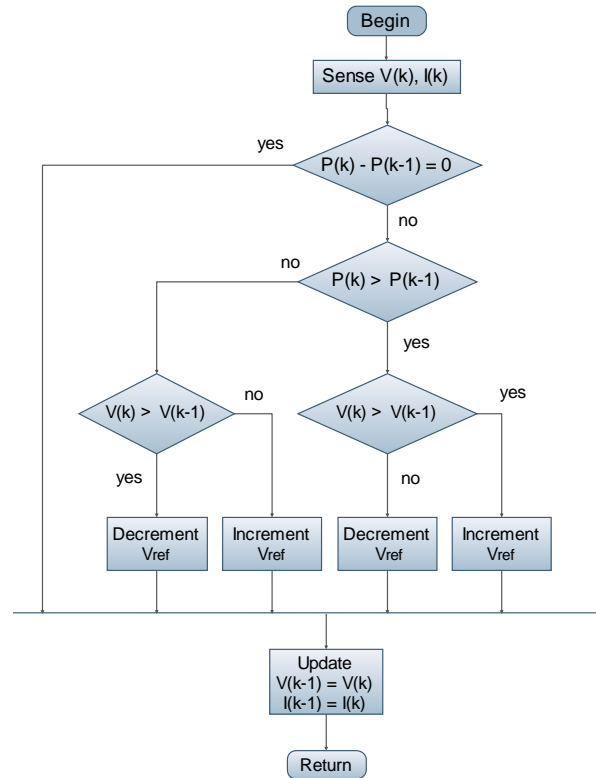 Begin
Sense V(k), I(k)
yes
P(k) - P(k-1) = 0
no
no
P(k) > P(k-1)
yes
V(k) > V(k-1)
no
V(k) > V(k-1)
yes
yes
no
Decrement
Vref
Increment
Vref
Decrement
Vref
Increment
Vref
Update
V(k-1) = V(k)
I(k-1) = I(k)
Return